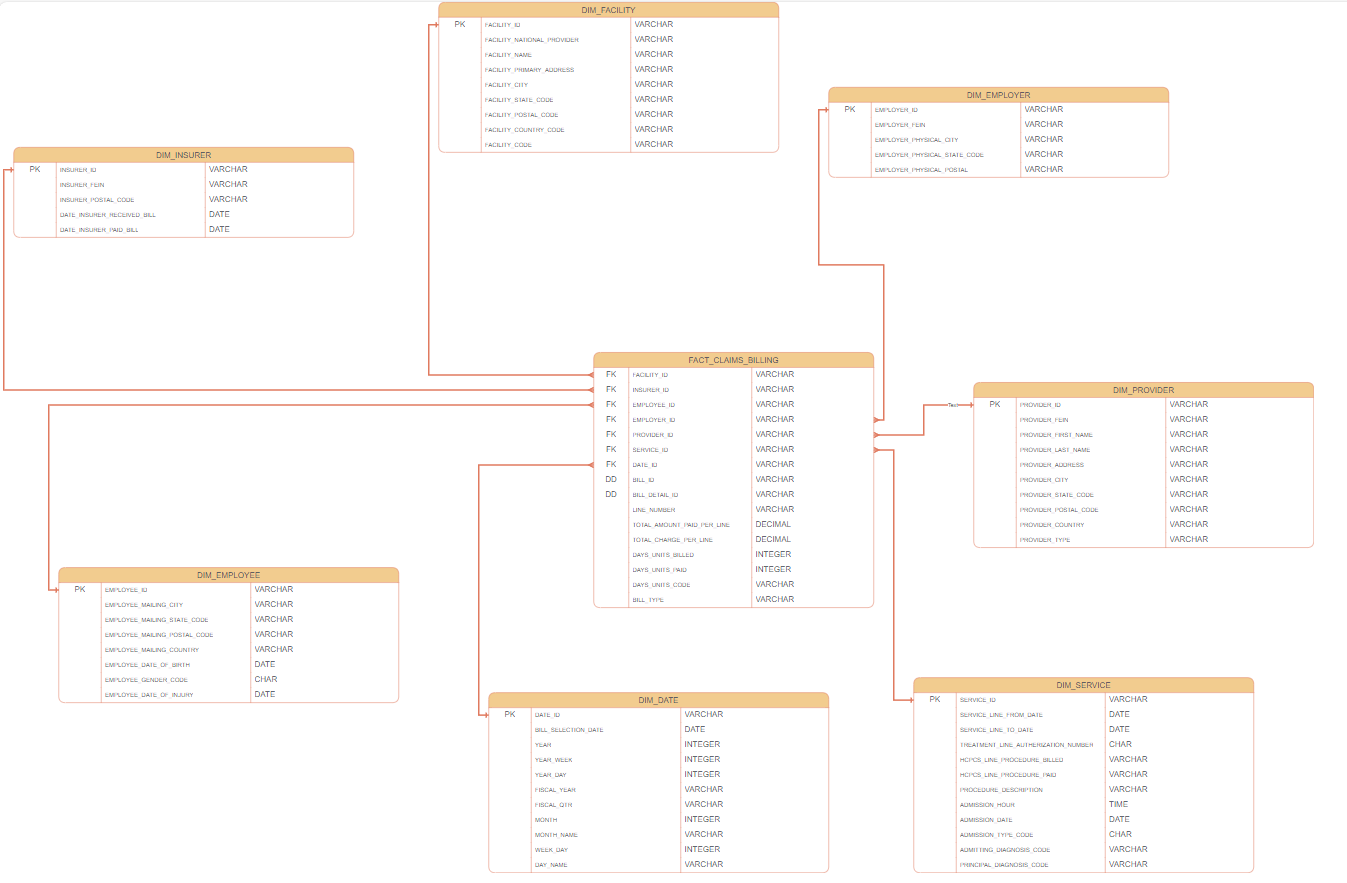 DIM_FACILITY
PK FACILITY_ID VARCHAR
FACILITY_NATIONAL_PROVIDER VARCHAR
FACILITY_NAME VARCHAR
FACILITY_PRIMARY_ADDRESS VARCHAR
FACILITY_CITY VARCHAR
FACILITY_STATE_CODE VARCHAR
FACILITY_POSTAL_CODE VARCHAR
FACILITY_COUNTRY_CODE VARCHAR
FACILITY_CODE VARCHAR
DIM_EMPLOYER
PK EMPLOYER_ID VARCHAR
EMPLOYER_FEIN VARCHAR
EMPLOYER_PHYSICAL_CITY VARCHAR
EMPLOYER_PHYSICAL_STATE_CODE VARCHAR
EMPLOYER_PHYSICAL_POSTAL VARCHAR
DIM_INSURER
PK INSURER_ID VARCHAR
INSURER_FEIN VARCHAR
INSURER_POSTAL_CODE VARCHAR
DATE_INSURER_RECEIVED_BILL DATE
DATE_INSURER_PAID_BILL DATE
FACT_CLAIMS_BILLING
FK FACILITY_ID VARCHAR
FK INSURER_ID VARCHAR
FK EMPLOYEE_ID VARCHAR
FK EMPLOYER_ID VARCHAR
FK PROVIDER_ID VARCHAR
FK SERVICE_ID VARCHAR
FK DATE_ID VARCHAR
DD BILL_ID VARCHAR
DD BILL_DETAIL_ID VARCHAR
LINE_NUMBER VARCHAR
TOTAL_AMOUNT_PAID_PER_LINE DECIMAL
TOTAL_CHARGE_PER_LINE DECIMAL
DAYS_UNITS_BILLED INTEGER
DAYS_UNITS_PAID INTEGER
DAYS_UNITS_CODE VARCHAR
BILL_TYPE VARCHAR
Text
DIM_PROVIDER
PK PROVIDER_ID VARCHAR
PROVIDER_FEIN VARCHAR
PROVIDER_FIRST_NAME VARCHAR
PROVIDER_LAST_NAME VARCHAR
PROVIDER_ADDRESS VARCHAR
PROVIDER_CITY VARCHAR
PROVIDER_STATE_CODE VARCHAR
PROVIDER_POSTAL_CODE VARCHAR
PROVIDER_COUNTRY VARCHAR
PROVIDER_TYPE VARCHAR
DIM_EMPLOYEE
PK EMPLOYEE_ID VARCHAR
EMPLOYEE_MAILING_CITY VARCHAR
EMPLOYEE_MAILING_STATE_CODE VARCHAR
EMPLOYEE_MAILING_POSTAL_CODE VARCHAR
EMPLOYEE_MAILING_COUNTRY VARCHAR
EMPLOYEE_DATE_OF_BIRTH DATE
EMPLOYEE_GENDER_CODE CHAR
EMPLOYEE_DATE_OF_INJURY DATE
DIM_DATE
PK DATE_ID VARCHAR
BILL_SELECTION_DATE DATE
YEAR INTEGER
YEAR_WEEK INTEGER
YEAR_DAY INTEGER
FISCAL_YEAR VARCHAR
FISCAL_QTR VARCHAR
MONTH INTEGER
MONTH_NAME VARCHAR
WEEK_DAY INTEGER
DAY_NAME VARCHAR
DIM_SERVICE
PK SERVICE_ID VARCHAR
SERVICE_LINE_FROM_DATE DATE
SERVICE_LINE_TO_DATE DATE
TREATMENT_LINE_AUTHERIZATION_NUMBER CHAR
HCPCS_LINE_PROCEDURE_BILLED VARCHAR
HCPCS_LINE_PROCEDURE_PAID VARCHAR
PROCEDURE_DESCRIPTION VARCHAR
ADMISSION_HOUR TIME
ADMISSION_DATE DATE
ADMISSION_TYPE_CODE CHAR
ADMITTING_DIAGNOSIS_CODE VARCHAR
PRINCIPAL_DIAGNOSIS_CODE VARCHAR